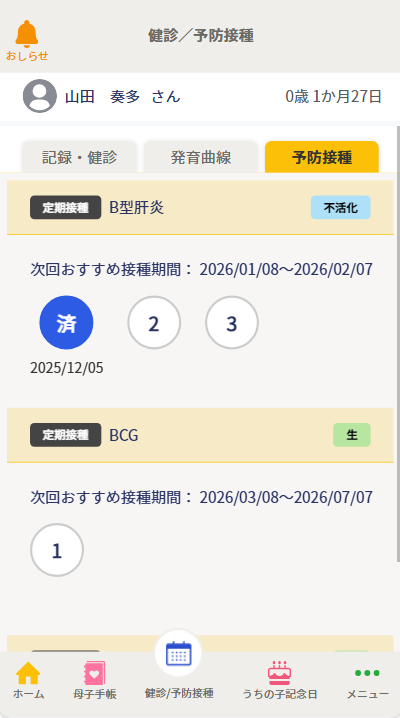 健診／予防接種
おしらせ
山田　奏多 さん
0歳 1か月27日
記録・健診
発育曲線
予防接種
定期接種 B型肝炎 不活化
次回おすすめ接種期間： 2026/01/08～2026/02/07
済 2 3
2025/12/05
定期接種 BCG 生
次回おすすめ接種期間： 2026/03/08～2026/07/07
1
ホーム
母子手帳
健診/予防接種
うちの子記念日
メニュー